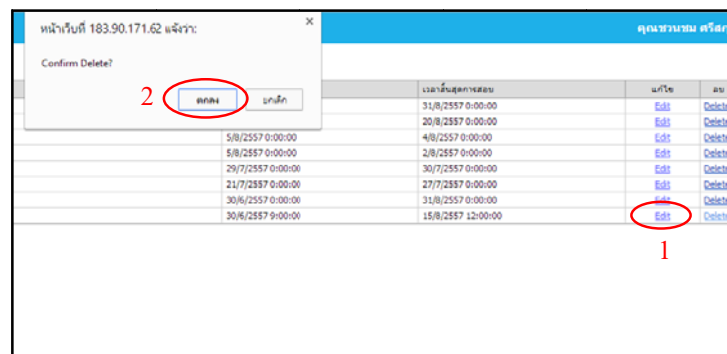 หน้าเว็บที่ 183.90.171.62 แจ้งว่า: ×
คุณชวนชม ศรีสก
Confirm Delete?
2 ตกลง ยกเลิก
เวลาสิ้นสุดการสอบ แก้ไข ลบ
31/8/2557 0:00:00 Edit Delete
20/8/2557 0:00:00 Edit Delete
5/8/2557 0:00:00 4/8/2557 0:00:00 Edit Delete
5/8/2557 0:00:00 2/8/2557 0:00:00 Edit Delete
29/7/2557 0:00:00 30/7/2557 0:00:00 Edit Delete
21/7/2557 0:00:00 27/7/2557 0:00:00 Edit Delete
30/6/2557 0:00:00 31/8/2557 0:00:00 Edit Delete
30/6/2557 9:00:00 15/8/2557 12:00:00 Edit Delete
1